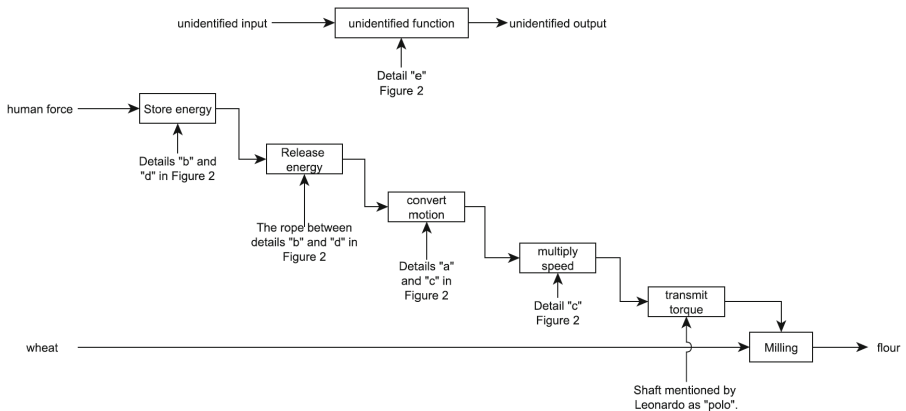 unidentified input
unidentified function
unidentified output
Detail "e"
Figure 2
human force
Store energy
Details "b" and
"d" in Figure 2
Release
energy
The rope between
details "b" and "d" in
Figure 2
convert
motion
Details "a"
and "c" in
Figure 2
multiply
speed
Detail "c"
Figure 2
transmit
torque
wheat
Milling
flour
Shaft mentioned by
Leonardo as "polo".